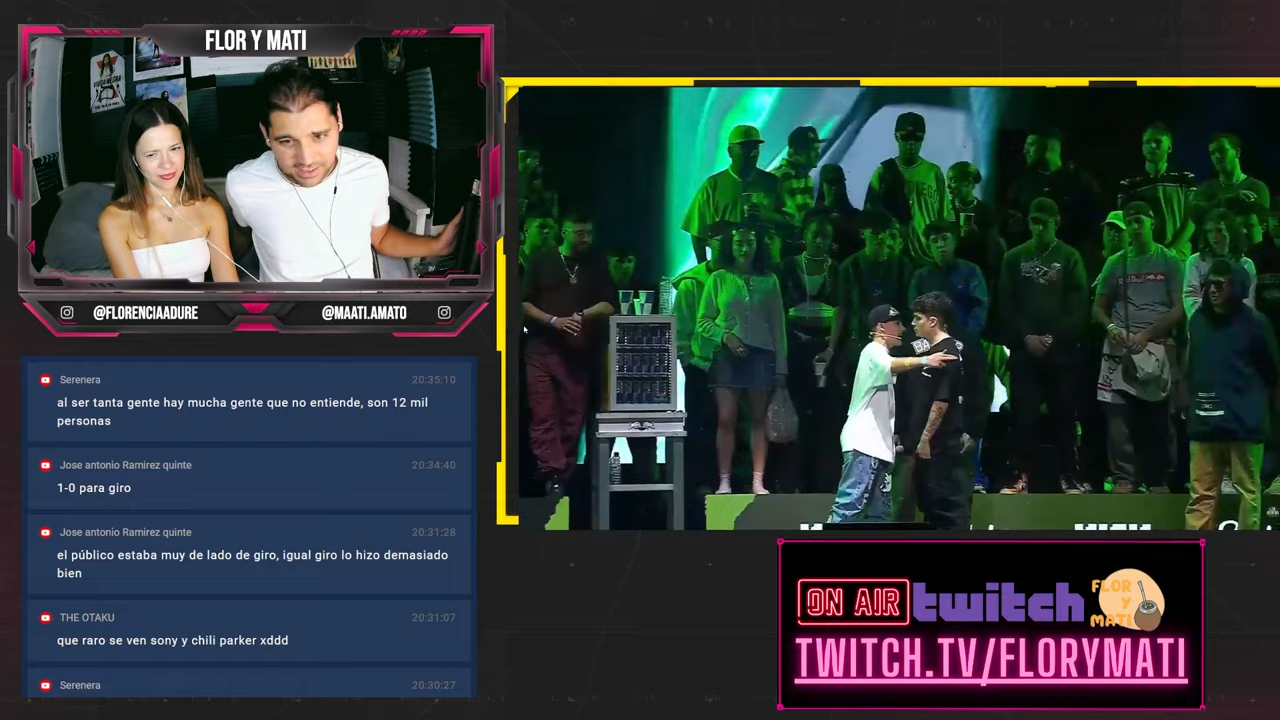 FLOR Y MATI
@FLORENCIAADURE
@MAATI.AMATO
Serenera 20:35:10
al ser tanta gente hay mucha gente que no entiende, son 12 mil
personas
Jose antonio Ramirez quinte 20:34:40
1-0 para giro
Jose antonio Ramirez quinte 20:31:28
el público estaba muy de lado de giro, igual giro lo hizo demasiado
bien
THE OTAKU 20:31:07
que raro se ven sony y chili parker xddd
Serenera 20:30:27
ON AIR
twitch
FLOR
Y
MATI
TWITCH.TV/FLORYMATI